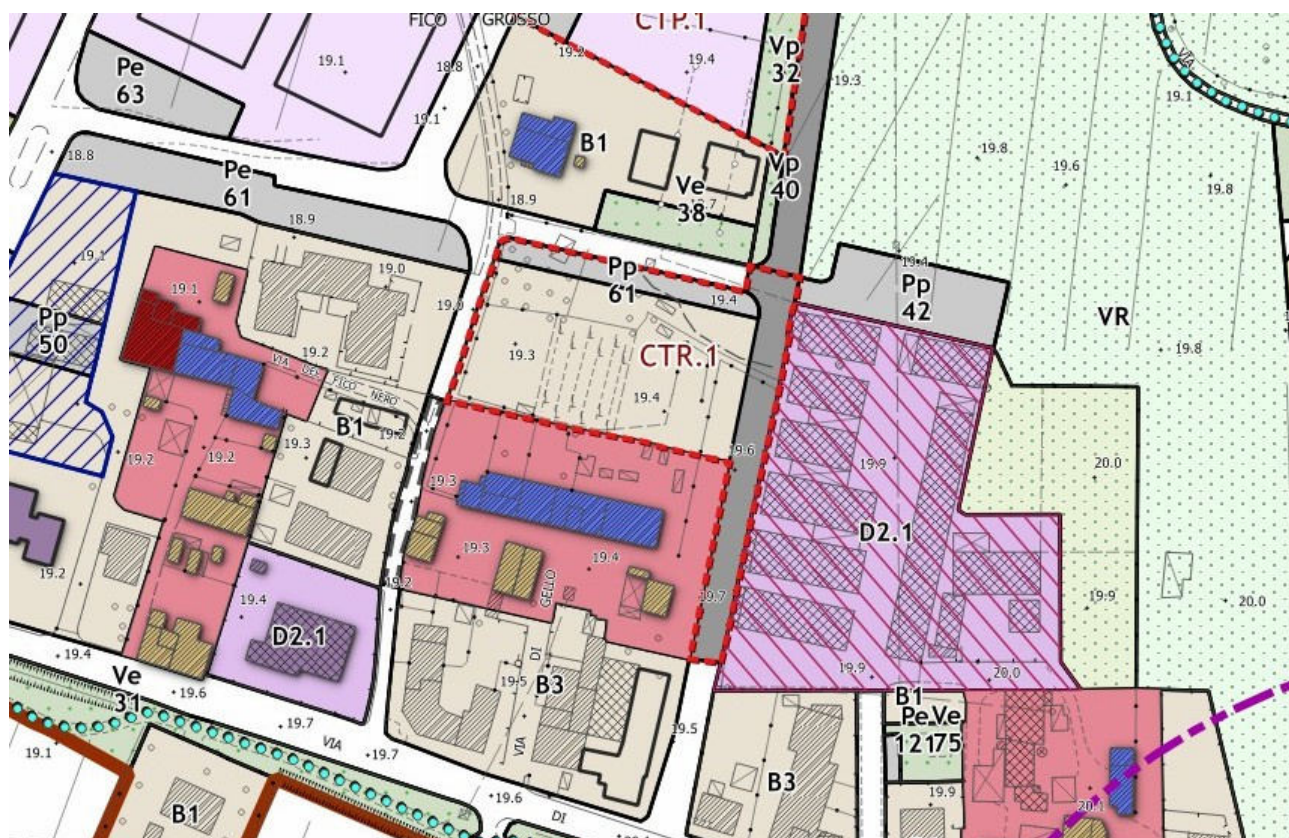 FICO GROSSO
CTP.1
19.2
Pe
63
19.1
18.8
19.4
Vp
32
19.3
VIA
19.1
19.1
B1
19.8
19.6
19.8
18.8
Pe
61
18.9
Vp
40
Ve
38
18.9
19.1
19.0
Pp
61
19.4
19.4
Pp
42
VR
19.1
19.0
Pp
50
19.2
19.3
CTR.1
19.8
VIA DEL FICO NERO
19.4
B1
19.2
19.3
19.2
19.2
19.3
19.6
19.9
20.0
D2.1
19.3
19.4
GELLO
19.2
19.2
19.4
19.7
19.9
20.0
D2.1
19.4
Ve
31
19.6
19.5
B3
VIA DI
19.9
20.0
B1
Pe Ve
19.7
VIA
19.7
19.5
19.1
B3
19.6
DI
19.9
20.1
B1